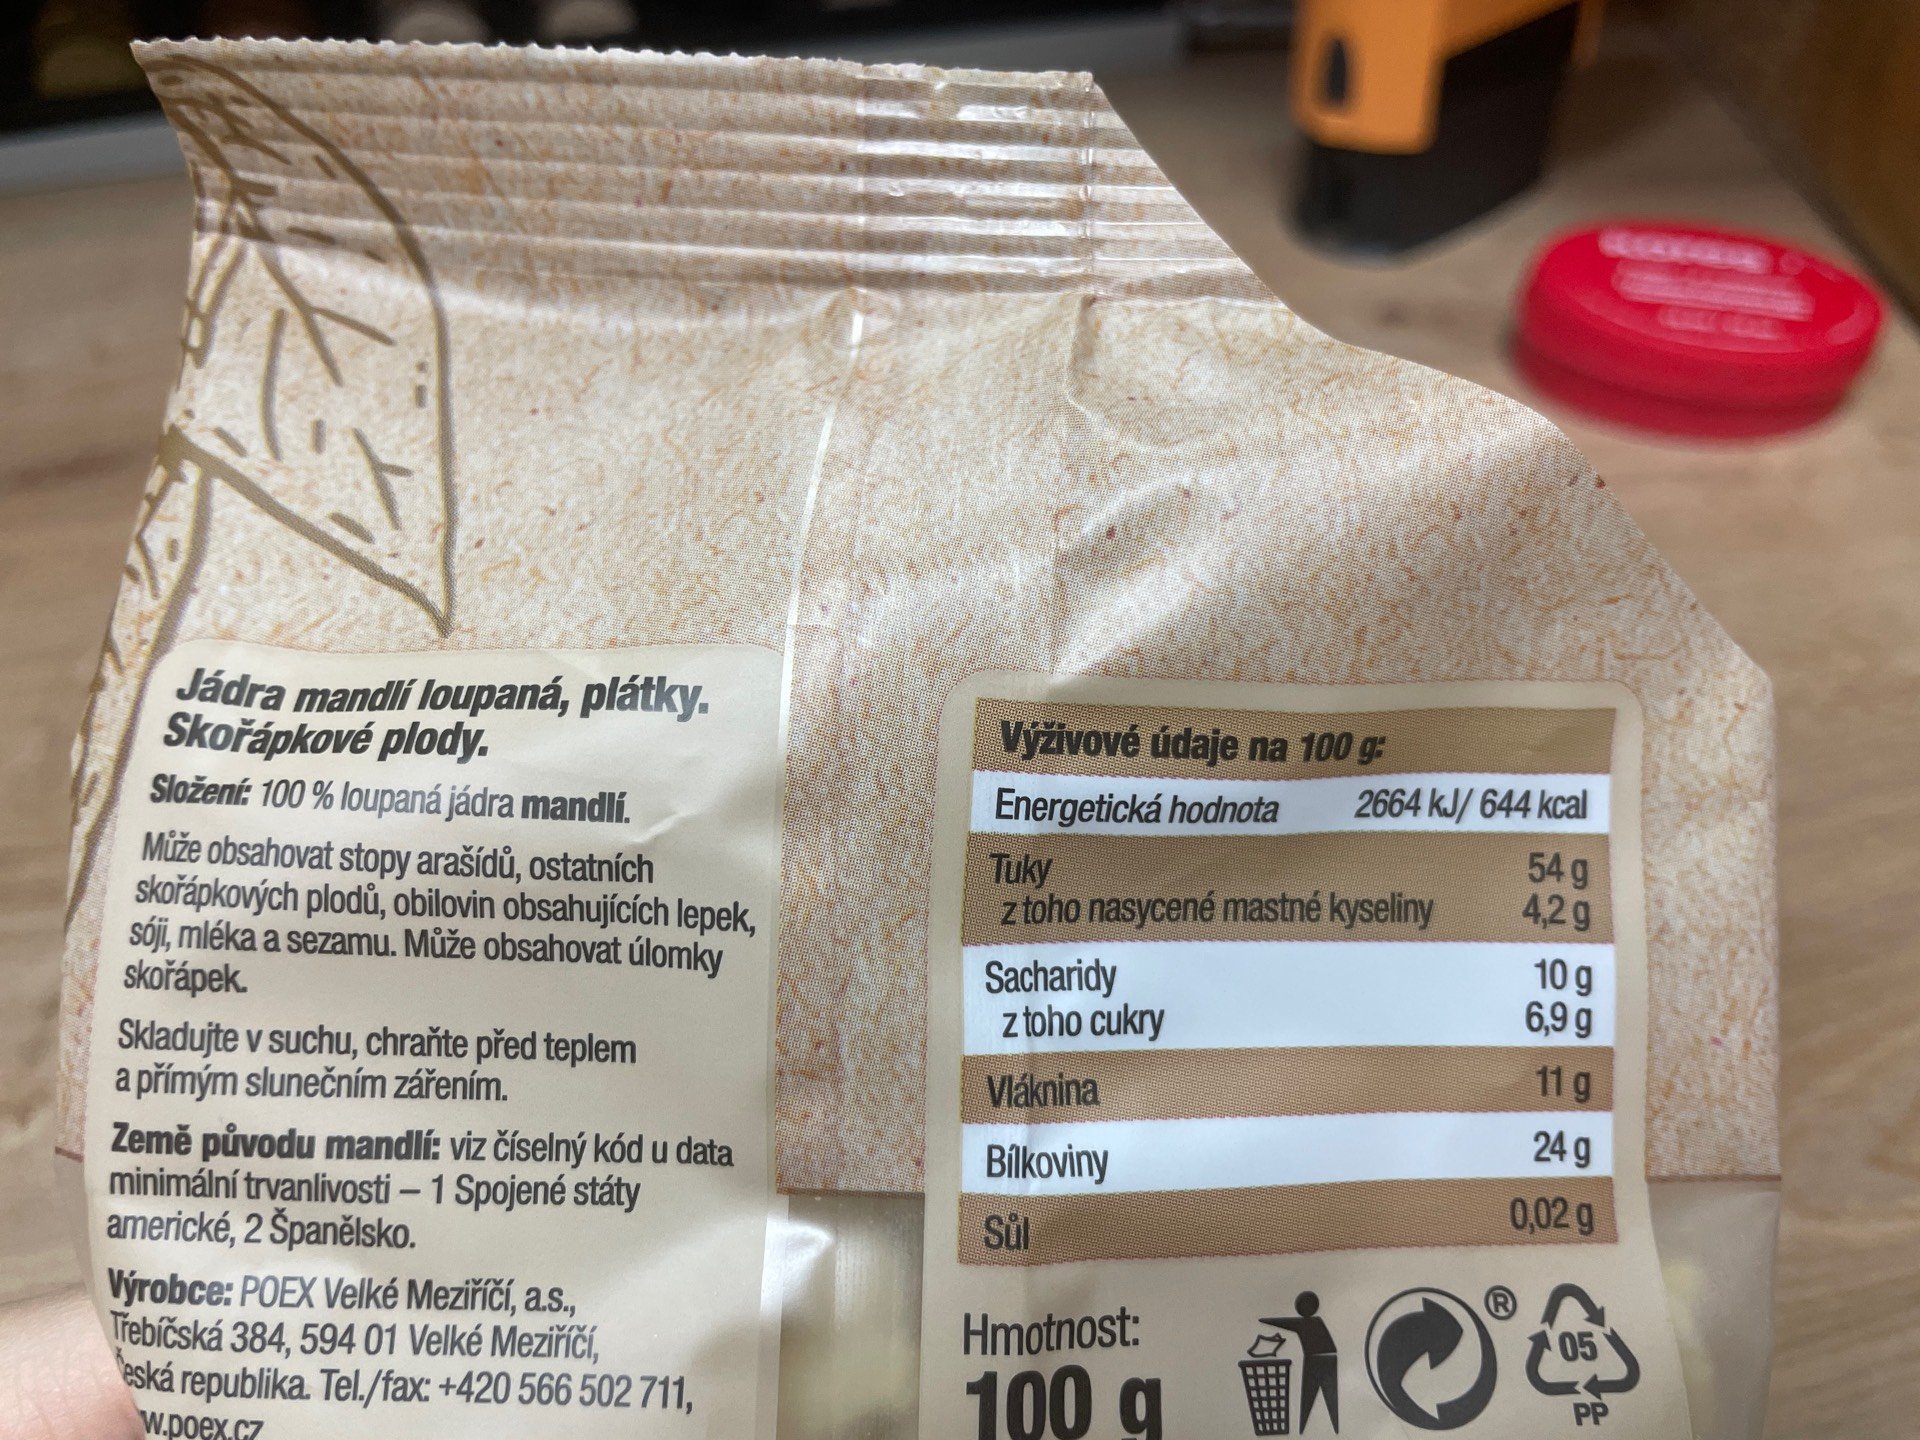 Jádra mandlí loupaná, plátky.
Skořápkové plody.
Složení: 100 % loupaná jádra mandlí.
Může obsahovat stopy arašídů, ostatních
skořápkových plodů, obilovin obsahujících lepek,
sóji, mléka a sezamu. Může obsahovat úlomky
skořápek.
Skladujte v suchu, chraňte před teplem
a přímým slunečním zářením.
Země původu mandlí: viz číselný kód u data
minimální trvanlivosti – 1 Spojené státy
americké, 2 Španělsko.
Výrobce: POEX Velké Meziříčí, a.s.,
Třebíčská 384, 594 01 Velké Meziříčí,
Česká republika. Tel./fax: +420 566 502 711,
w.poex.cz
Výživové údaje na 100 g:
Energetická hodnota 2664 kJ/ 644 kcal
Tuky 54 g
z toho nasycené mastné kyseliny 4,2 g
Sacharidy 10 g
z toho cukry 6,9 g
Vláknina 11 g
Bílkoviny 24 g
Sůl 0,02 g
Hmotnost:
100 g
®
05
PP